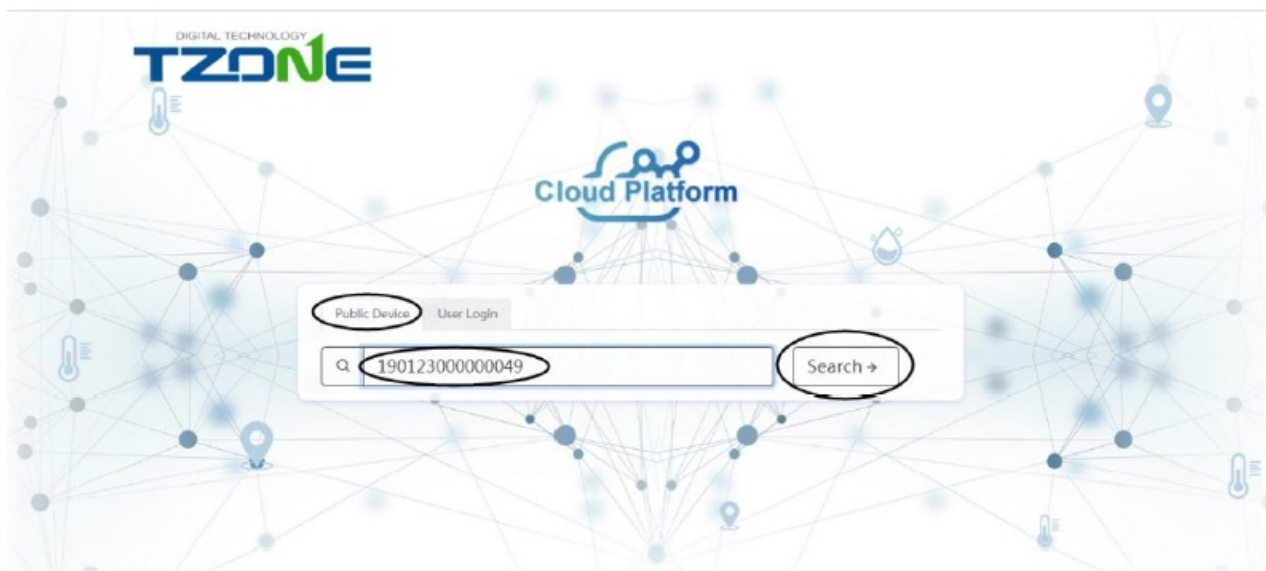 DIGITAL TECHNOLOGY
TZONE
Cloud Platform
Public Device User Login
190123000000049 Search →